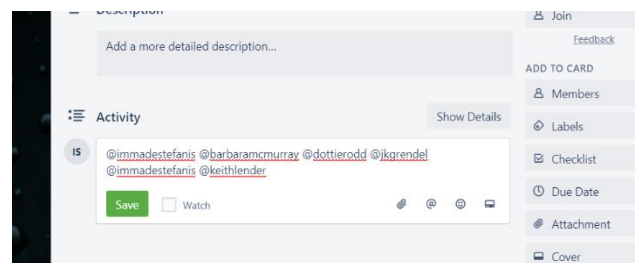 Description
Join
Add a more detailed description...
Feedback
ADD TO CARD
Members
Activity
Show Details
Labels
IS
@immadestefanis @barbaramcmurray @dottierodd @jkgrendel
@immadestefanis @keithlender
Checklist
Due Date
Save
Watch
Attachment
Cover